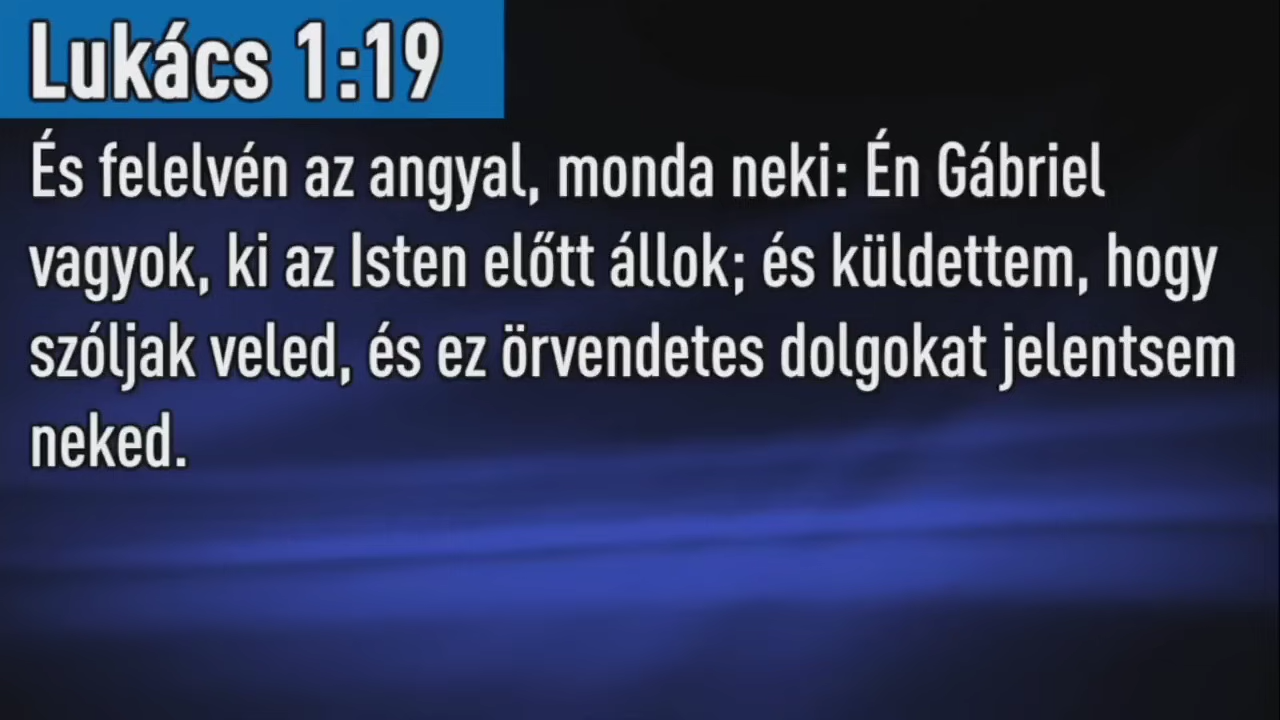 Lukács 1:19
És felelvén az angyal, monda neki: Én Gábriel
vagyok, ki az Isten előtt állok; és küldettem, hogy
szóljak veled, és ez örvendetes dolgokat jelentsem
neked.